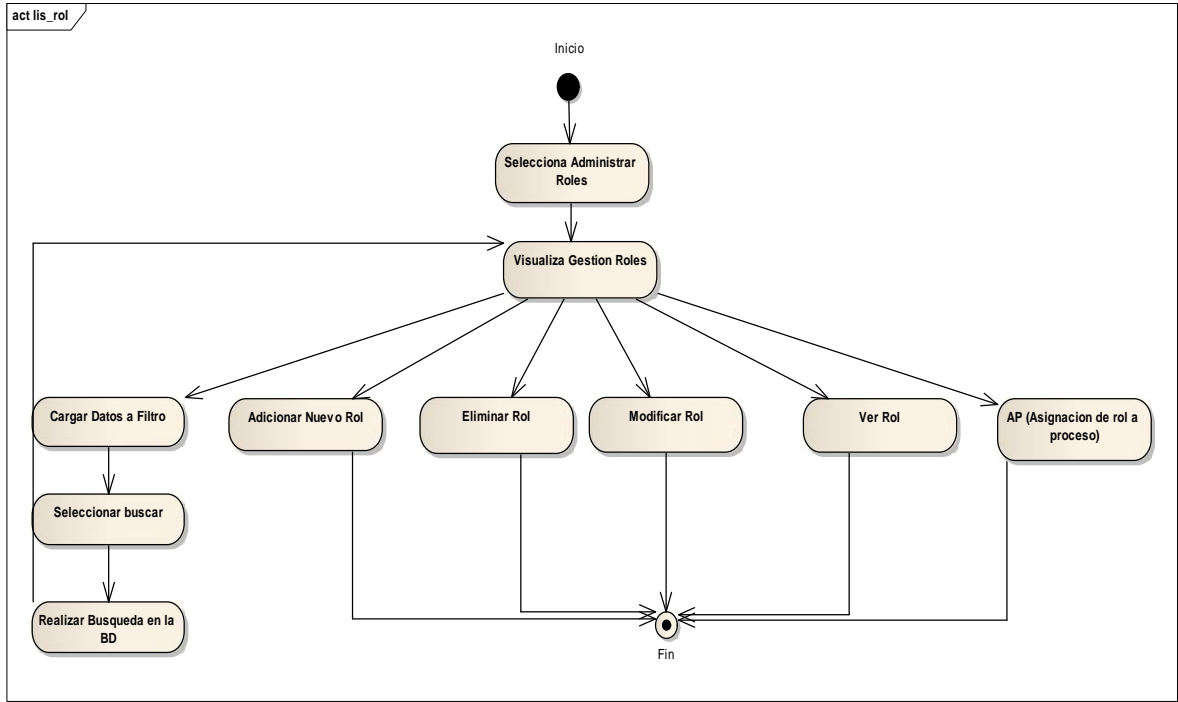 act lis_rol
Inicio
Selecciona Administrar
Roles
Visualiza Gestion Roles
Cargar Datos a Filtro
Adicionar Nuevo Rol
Eliminar Rol
Modificar Rol
Ver Rol
AP (Asignacion de rol a
proceso)
Seleccionar buscar
Realizar Busqueda en la
BD
Fin